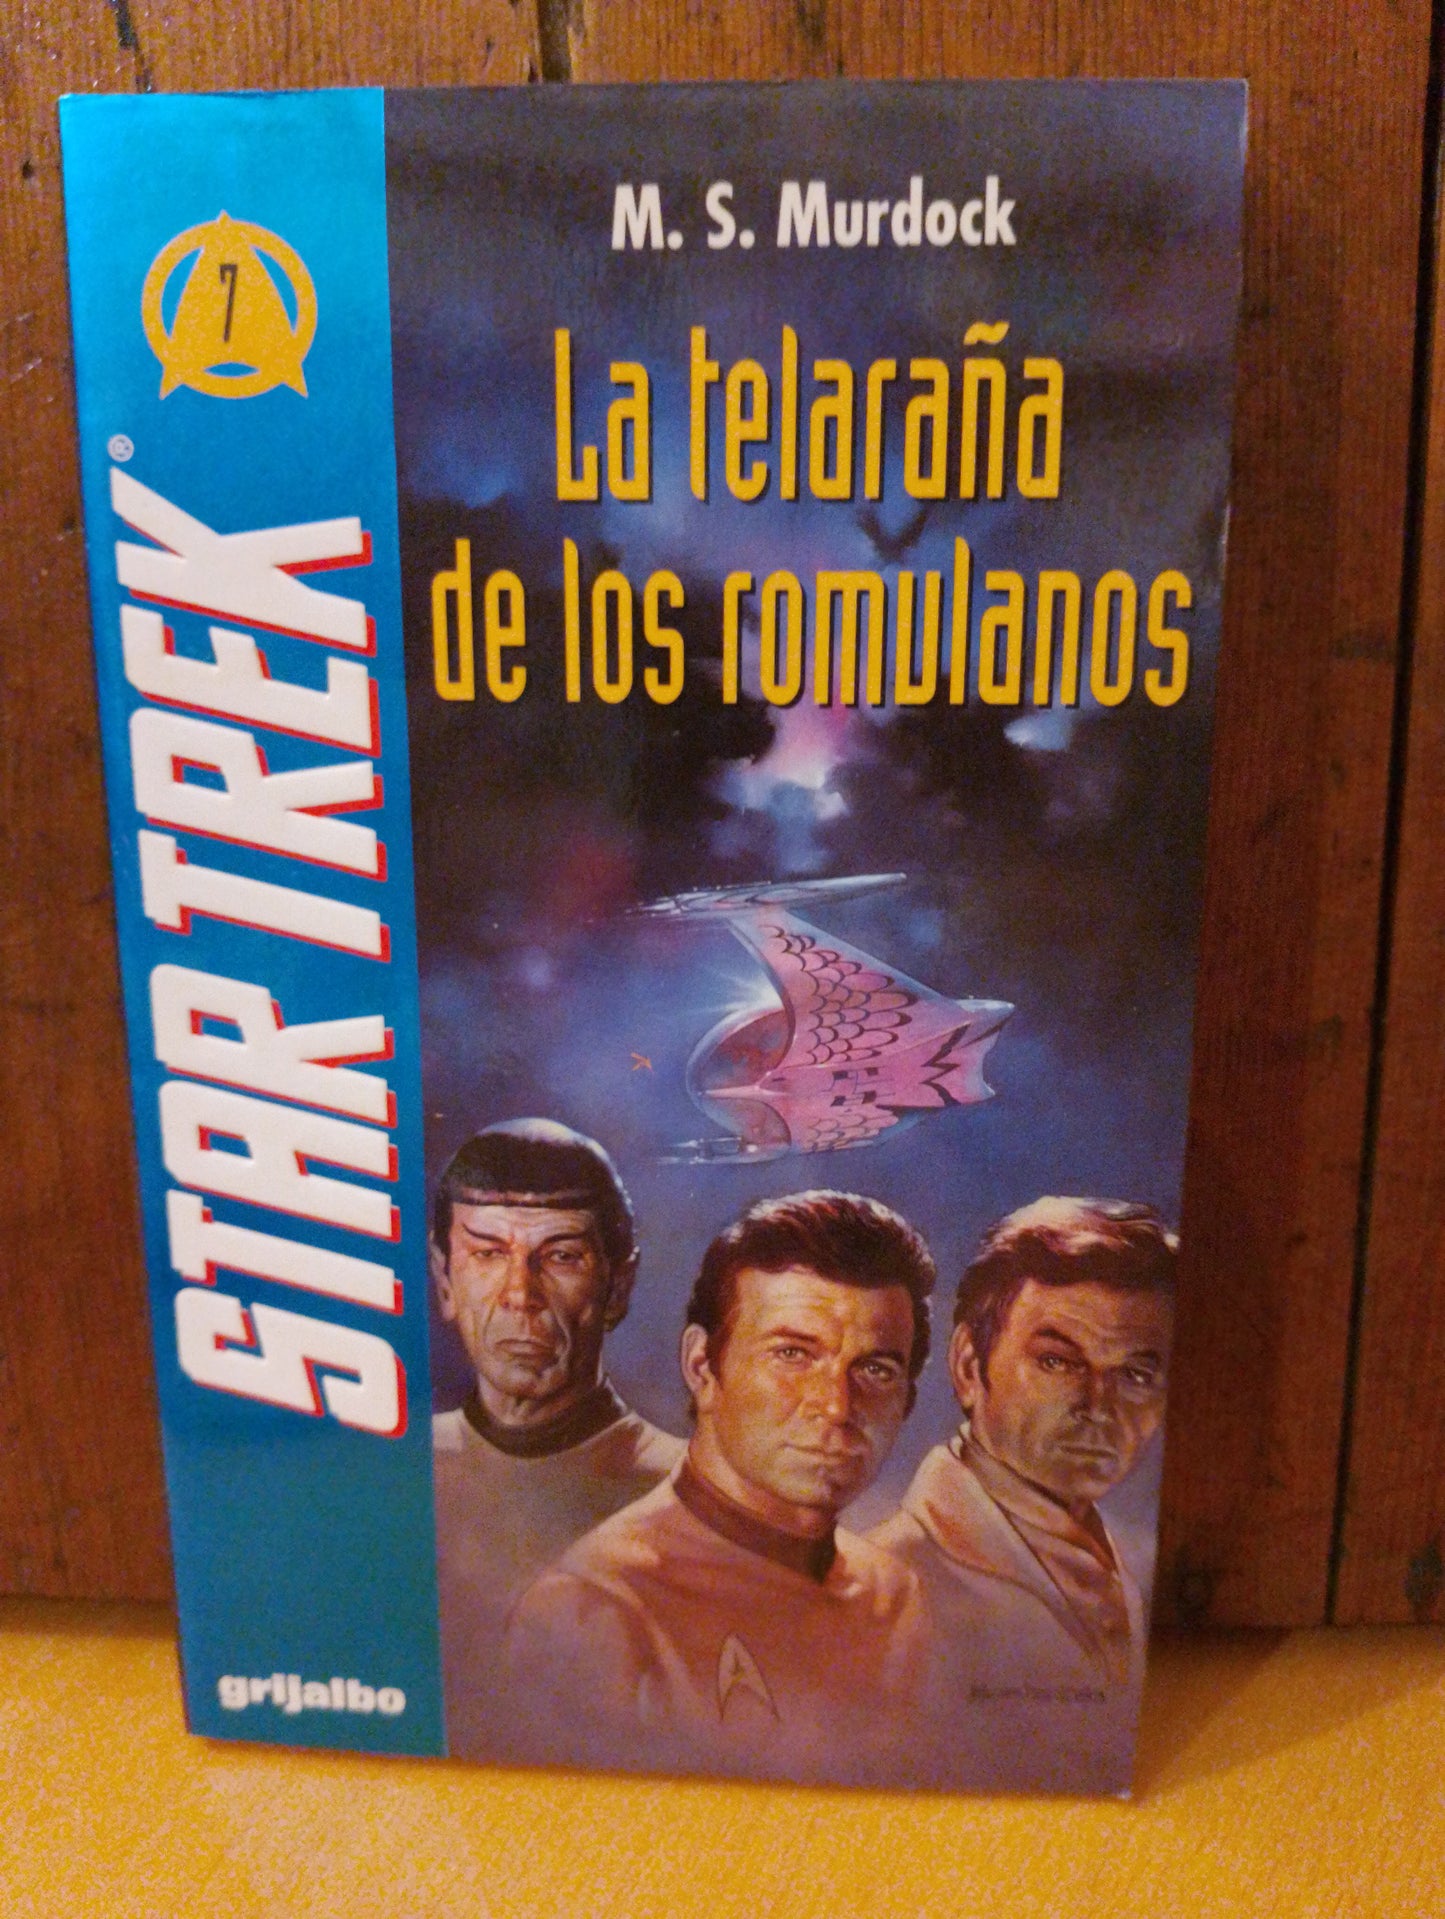 M. S. Murdock
La telaraña
de los romulanos
7
STAR TREK®
grijalbo